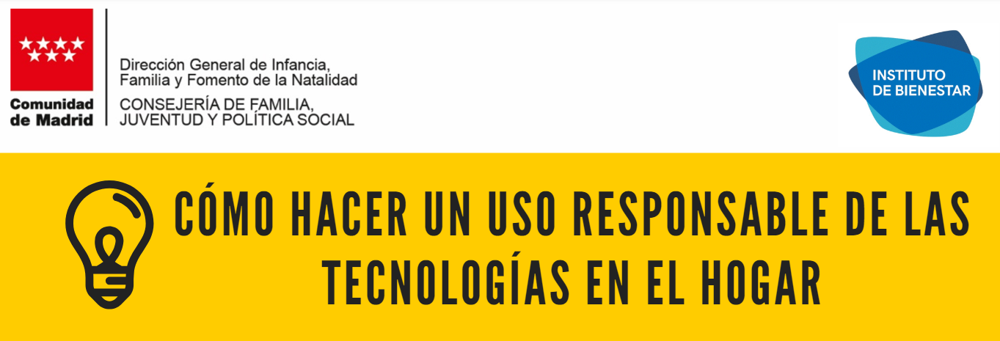 Comunidad
de Madrid
Dirección General de Infancia,
Familia y Fomento de la Natalidad
CONSEJERÍA DE FAMILIA,
JUVENTUD Y POLÍTICA SOCIAL
INSTITUTO
DE BIENESTAR
CÓMO HACER UN USO RESPONSABLE DE LAS
TECNOLOGÍAS EN EL HOGAR